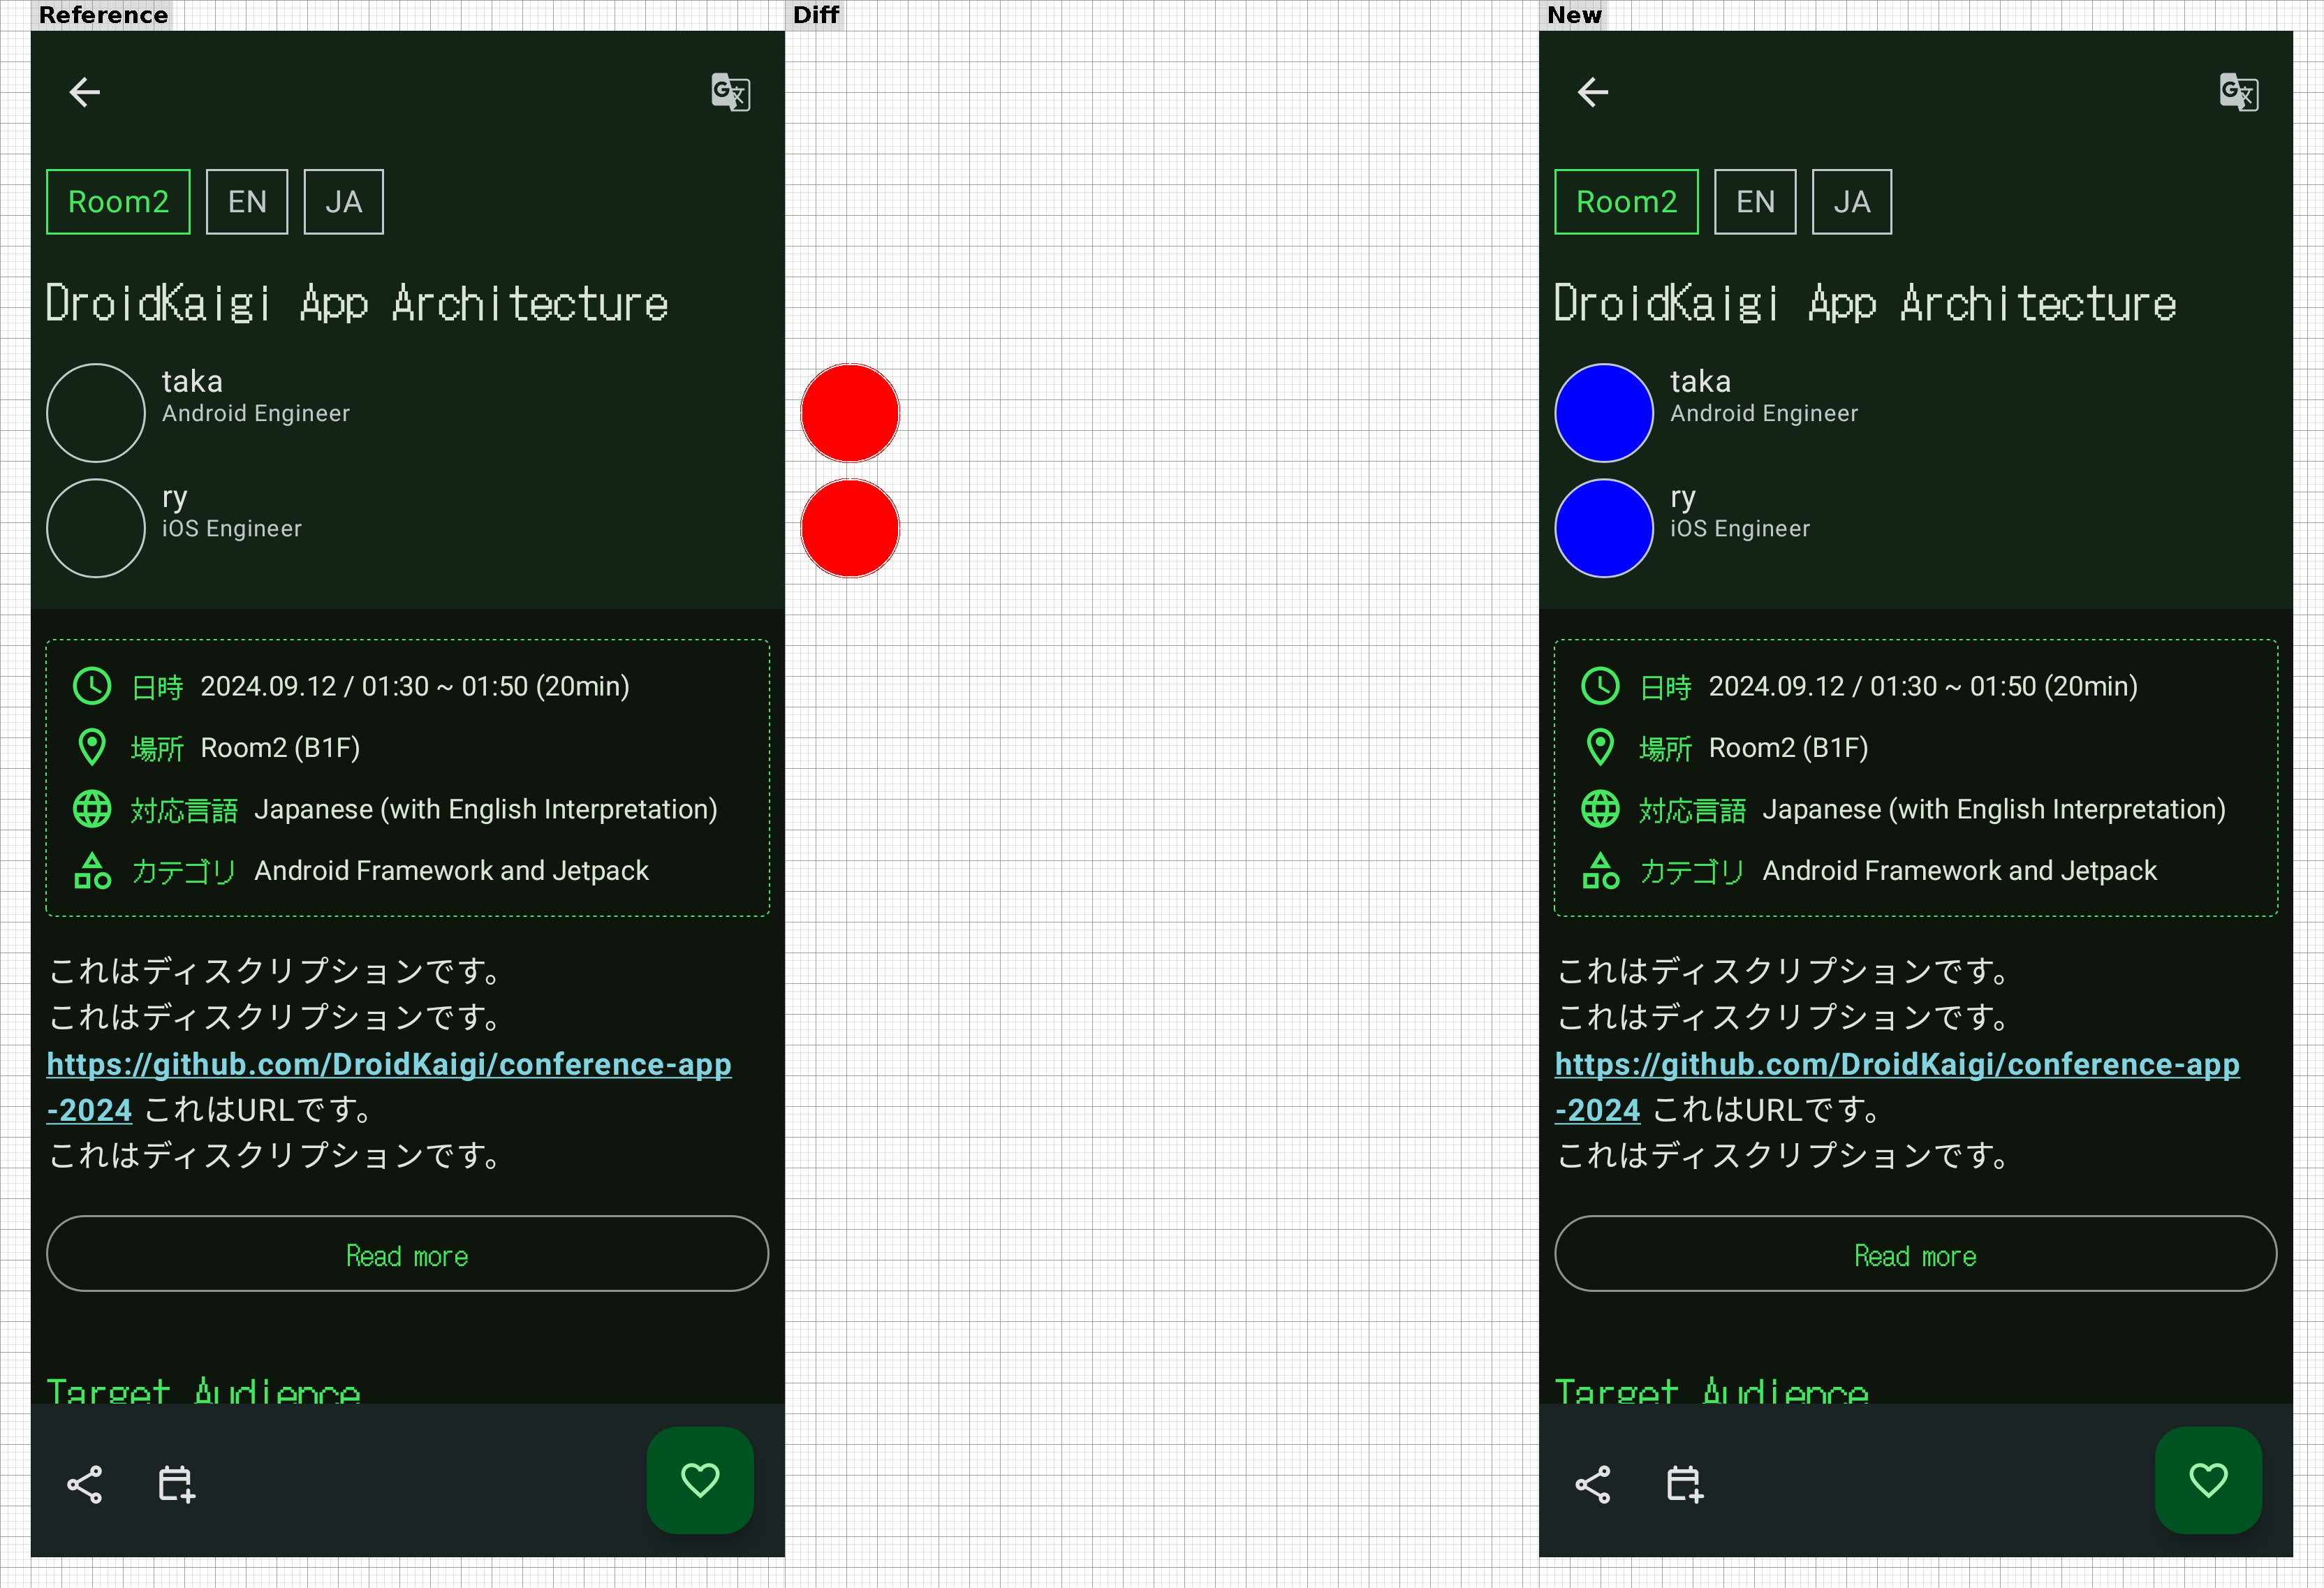 Reference
Diff
New
Room2 EN JA
DroidKaigi App Architecture
taka
Android Engineer
ry
iOS Engineer
日時 2024.09.12 / 01:30 ~ 01:50 (20min)
場所 Room2 (B1F)
対応言語 Japanese (with English Interpretation)
カテゴリ Android Framework and Jetpack
これはディスクリプションです。
これはディスクリプションです。
https://github.com/DroidKaigi/conference-app
-2024 これはURLです。
これはディスクリプションです。
Read more
Target Audience
Room2 EN JA
DroidKaigi App Architecture
taka
Android Engineer
ry
iOS Engineer
日時 2024.09.12 / 01:30 ~ 01:50 (20min)
場所 Room2 (B1F)
対応言語 Japanese (with English Interpretation)
カテゴリ Android Framework and Jetpack
これはディスクリプションです。
これはディスクリプションです。
https://github.com/DroidKaigi/conference-app
-2024 これはURLです。
これはディスクリプションです。
Read more
Target Audience